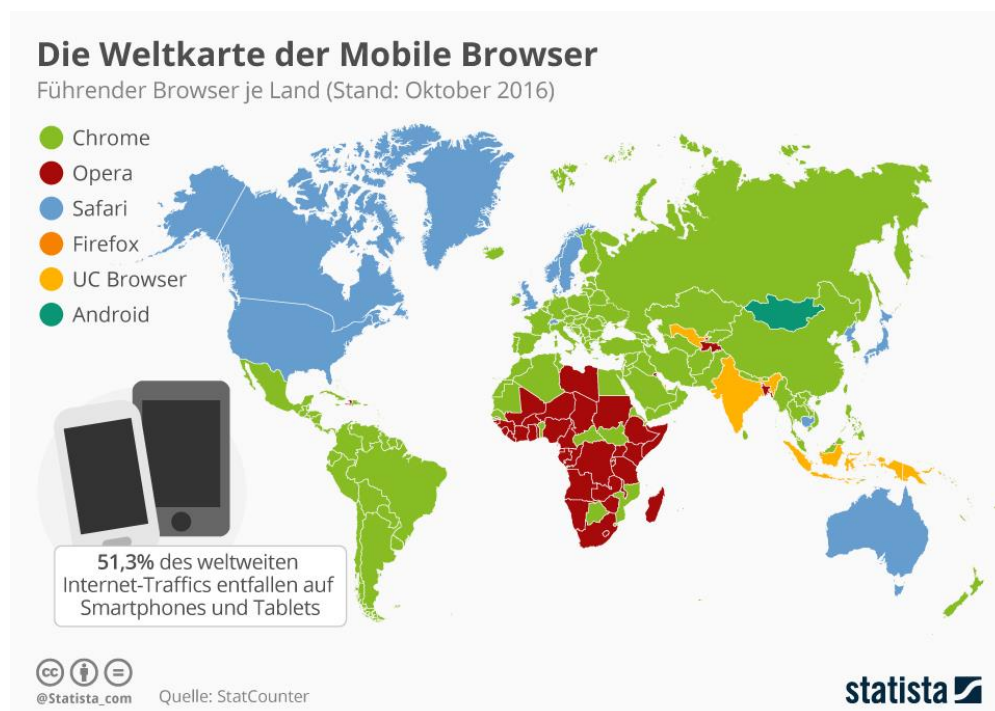 Die Weltkarte der Mobile Browser
Führender Browser je Land (Stand: Oktober 2016)
Chrome
Opera
Safari
Firefox
UC Browser
Android
51,3% des weltweiten
Internet-Traffics entfallen auf
Smartphones und Tablets
cc
@Statista_com
Quelle: StatCounter
statista